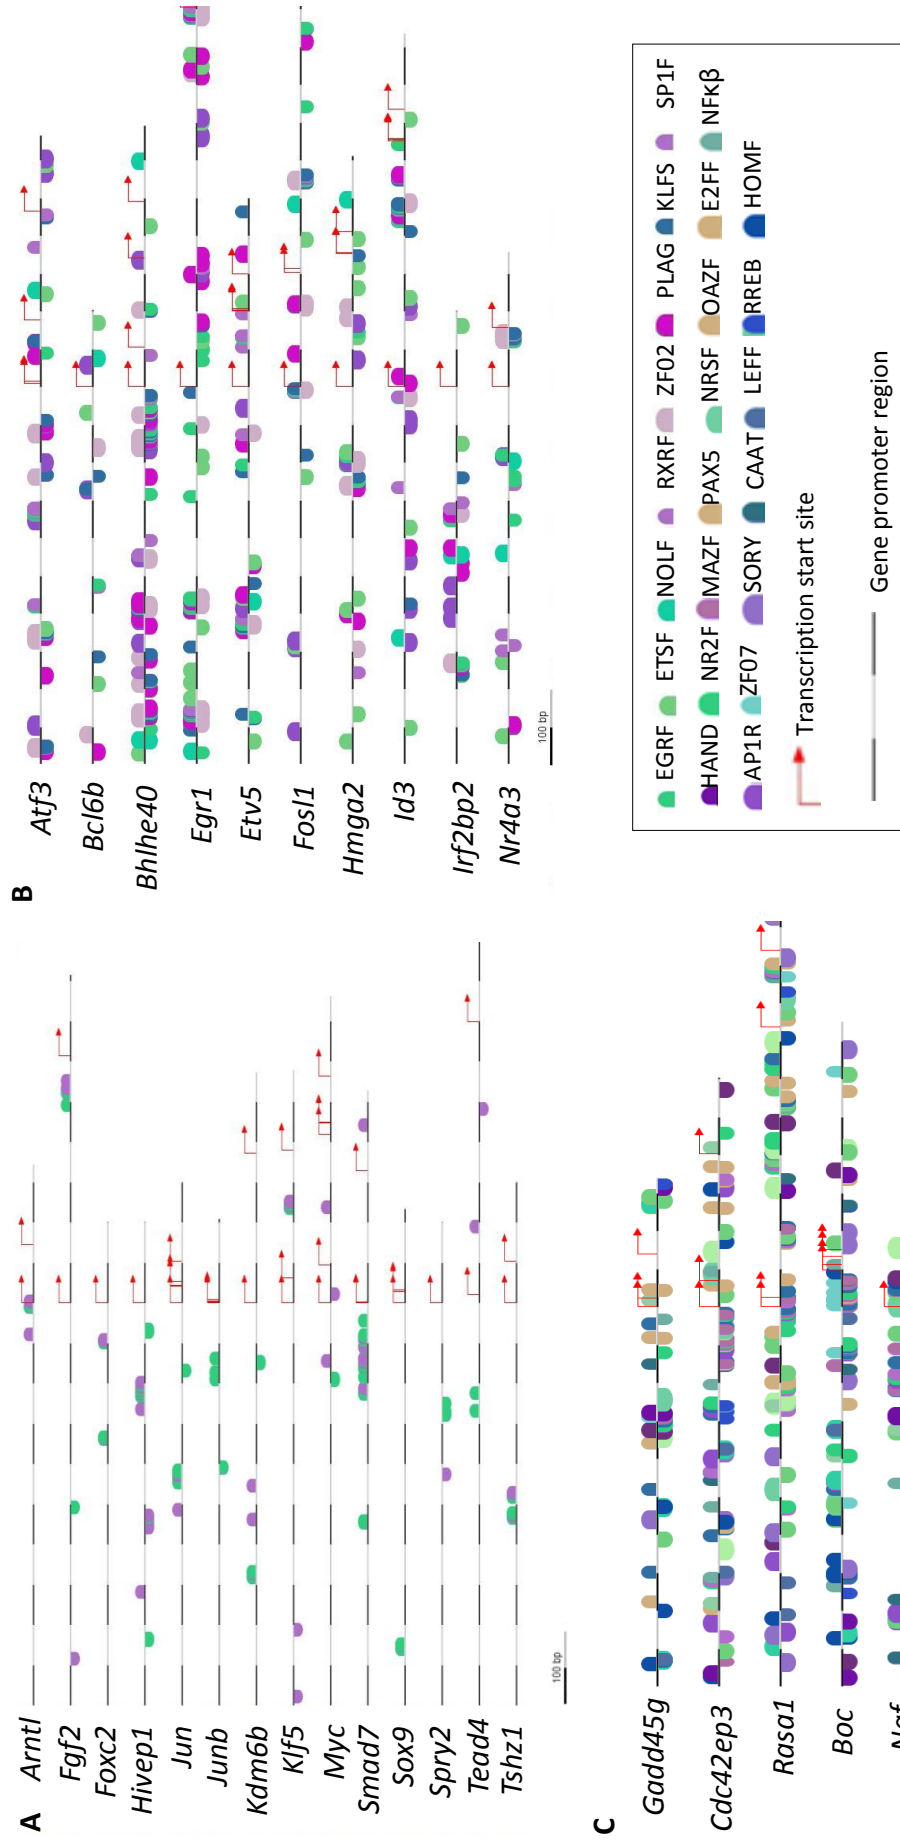 A
Arntl
Fgf2
Foxc2
Hivep1
Jun
Junb
Kdm6b
Klf5
Myc
Smad7
Sox9
Spry2
Tead4
Tshz1
100 bp
B
Atf3
Bcl6b
Bhlhe40
Egr1
Etv5
Fosl1
Hmga2
Id3
Irf2bp2
Nr4a3
100 bp
C
Gadd45g
Cdc42ep3
Rasa1
Boc
EGRF ETSF NOLF RXRF ZF02 PLAG KLFS SP1F
HAND NR2F MAZF PAX5 NRSF OAZF E2FF NFκβ
AP1R ZF07 SORY CAAT LEFF RREB HOMF
Transcription start site
Gene promoter region